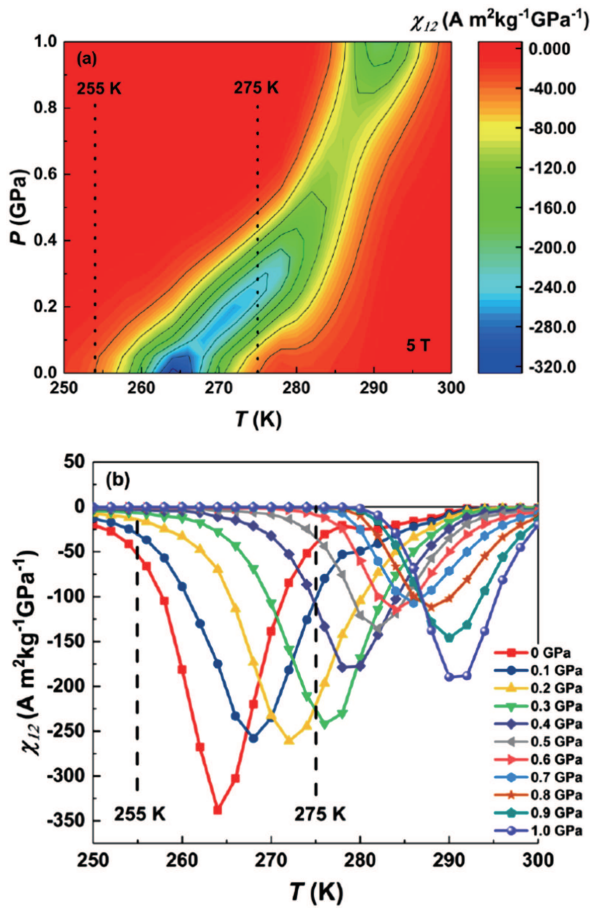 χ12 (A m²kg⁻¹GPa⁻¹)
(a)
255 K
275 K
5 T
P (GPa)
1.0
0.8
0.6
0.4
0.2
0.0
250 260 270 280 290 300
T (K)
0.000
-40.00
-80.00
-120.0
-160.0
-200.0
-240.0
-280.0
-320.0
(b)
χ12 (A m²kg⁻¹GPa⁻¹)
50
0
-50
-100
-150
-200
-250
-300
-350
255 K
275 K
0 GPa
0.1 GPa
0.2 GPa
0.3 GPa
0.4 GPa
0.5 GPa
0.6 GPa
0.7 GPa
0.8 GPa
0.9 GPa
1.0 GPa
250 260 270 280 290 300
T (K)